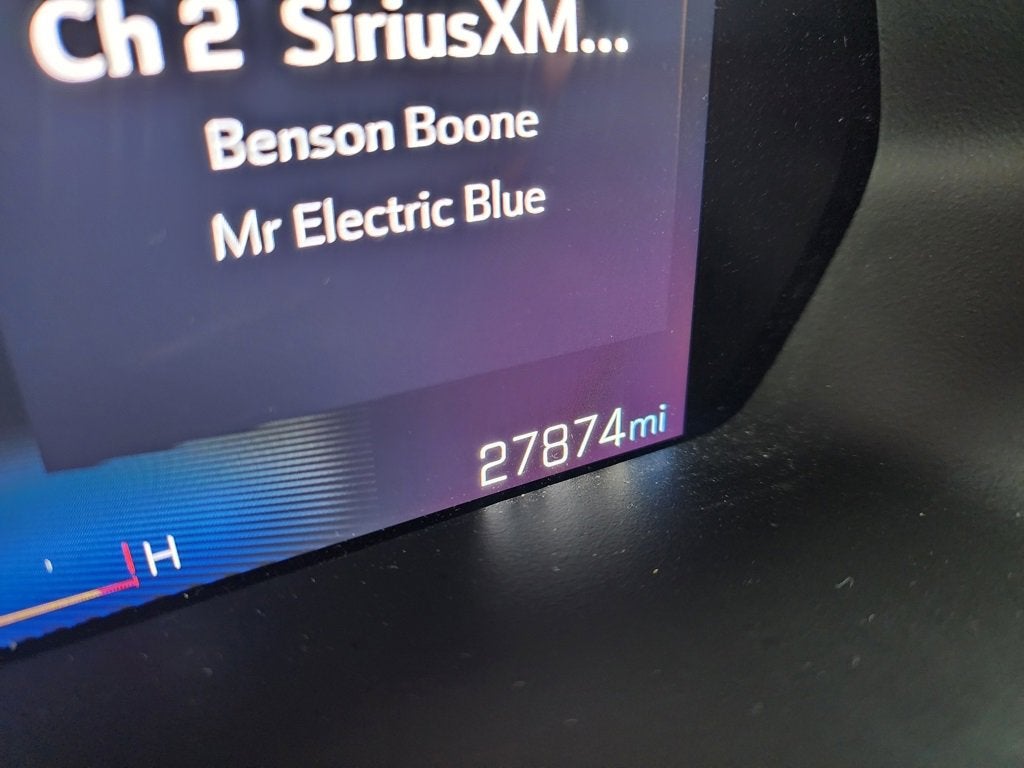 Ch 2 SiriusXM...
Benson Boone
Mr Electric Blue
27874mi
H